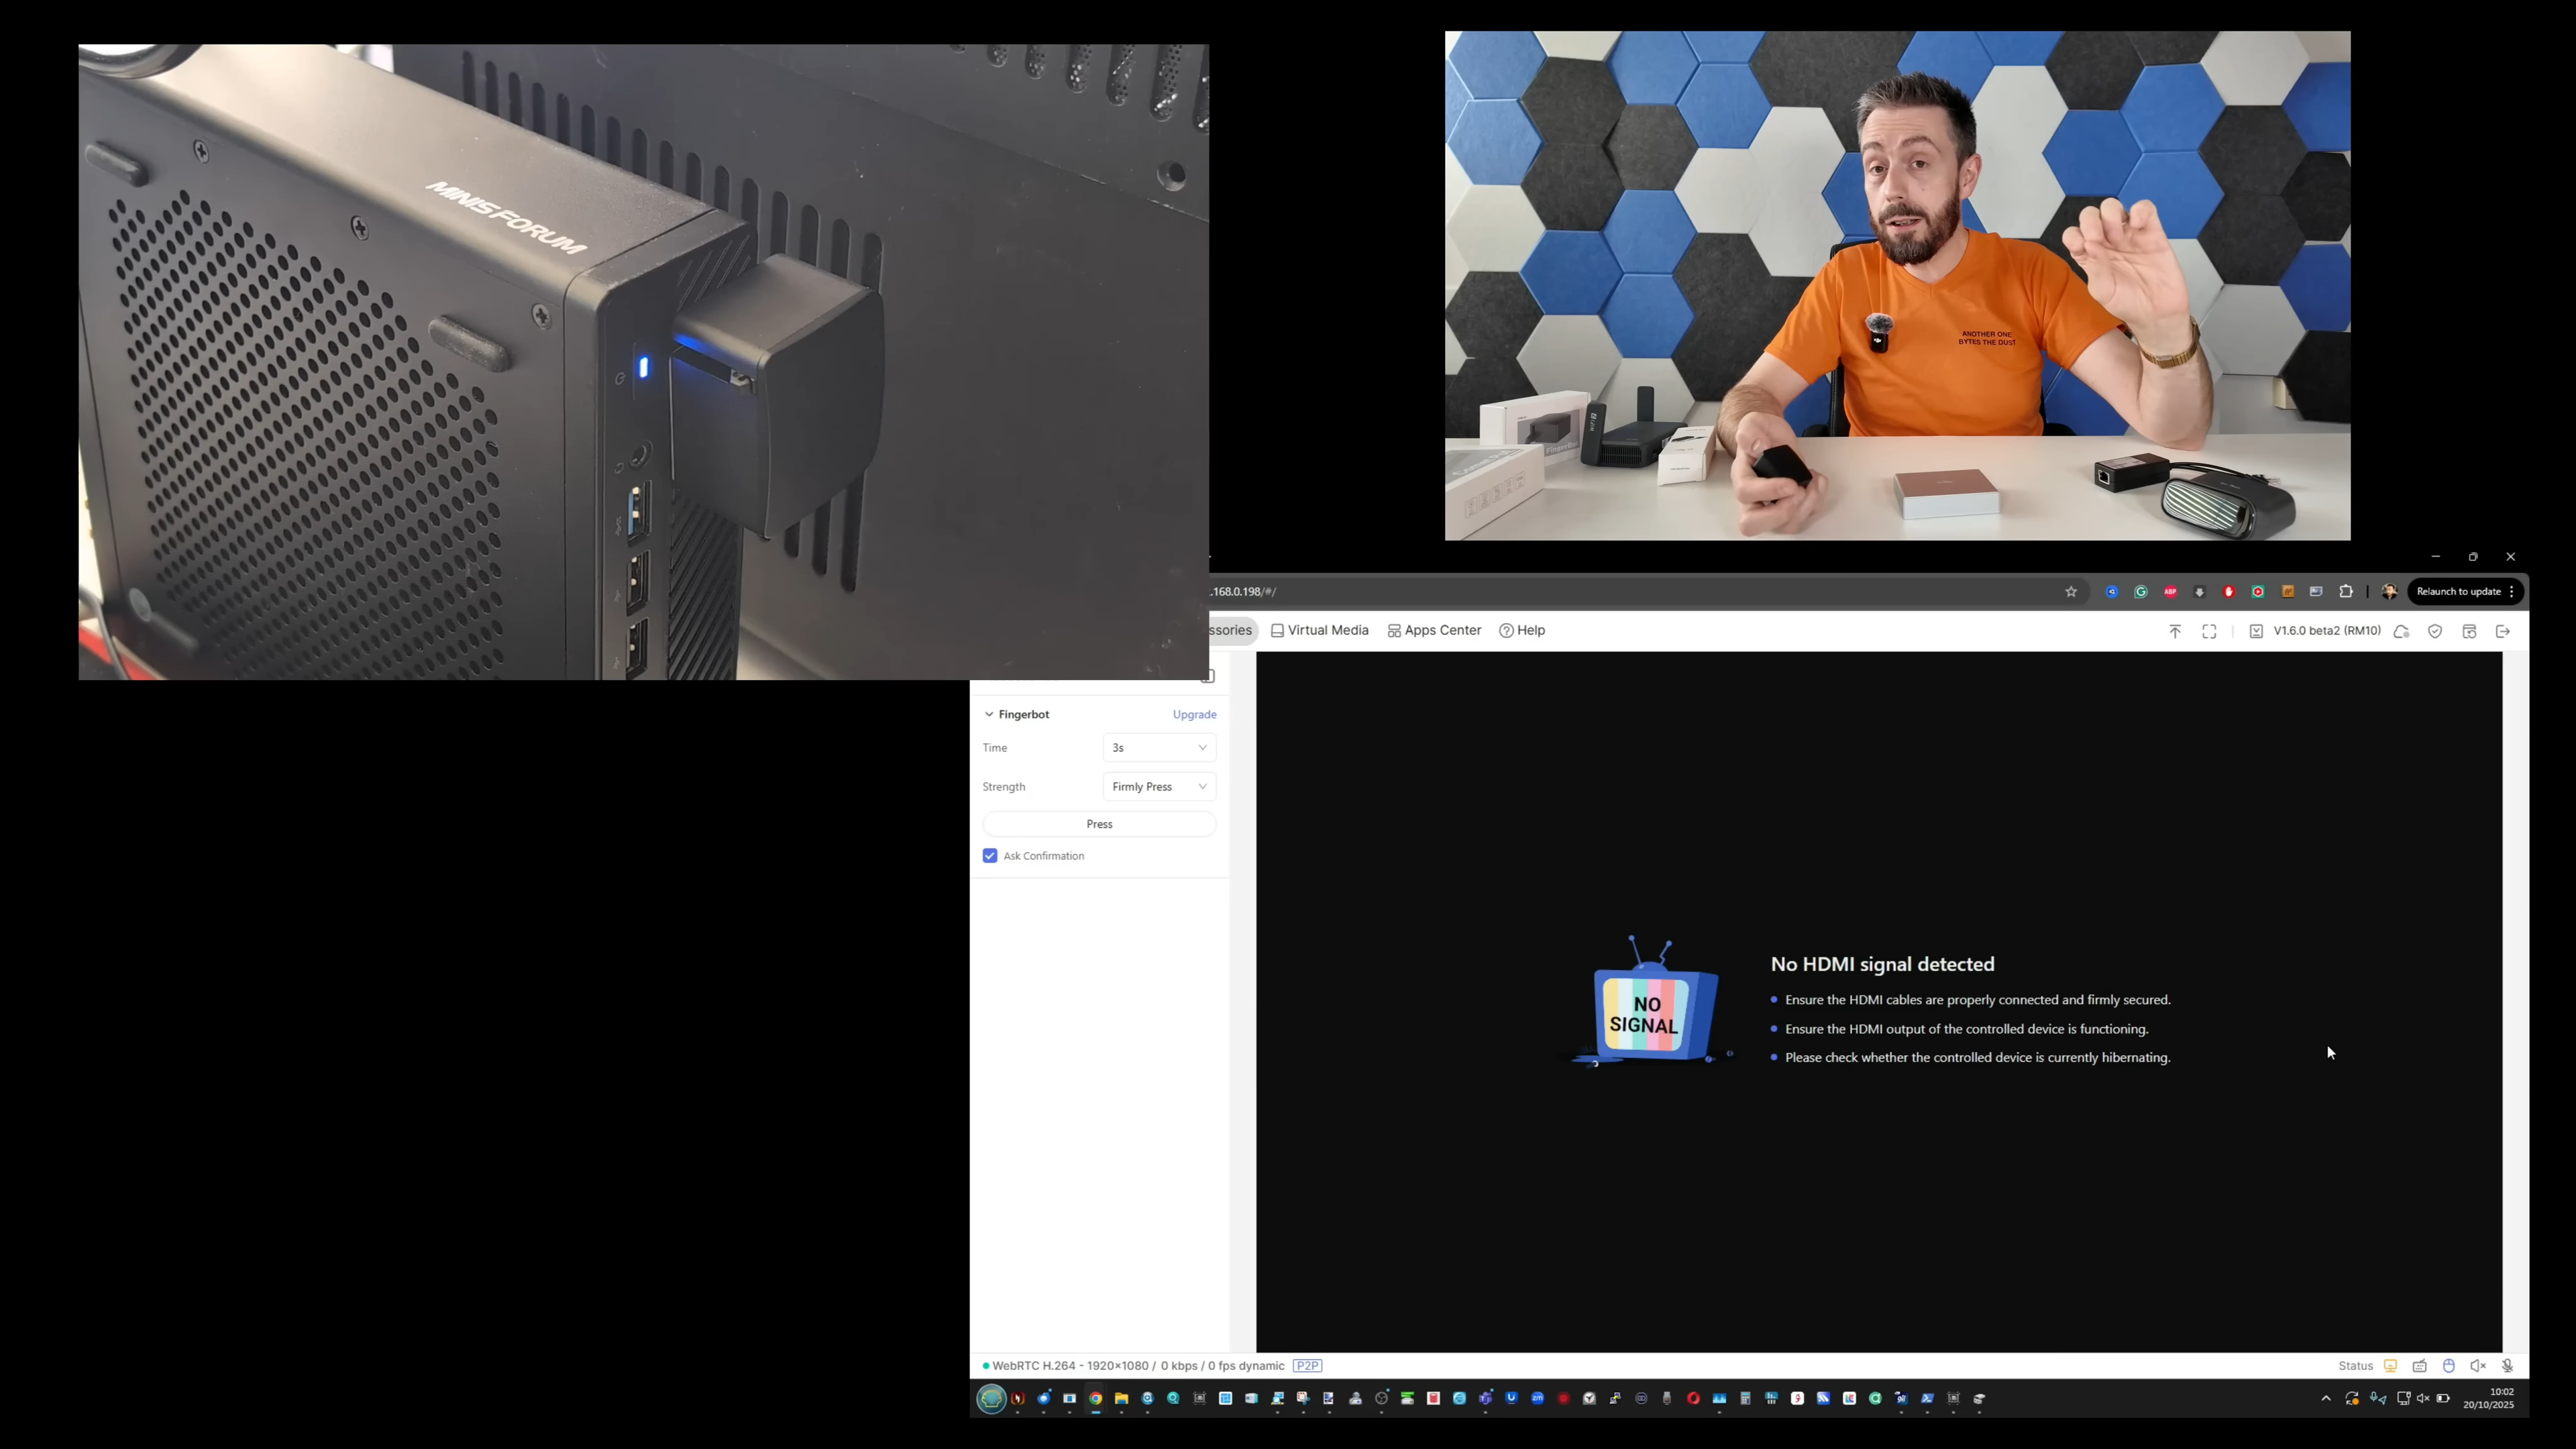 MINISFORUM
ANOTHER ONE
BYTES THE DUST
.168.0.198/#/
ABP
Relaunch to update
ssories
Virtual Media
Apps Center
Help
V1.6.0 beta2 (RM10)
Fingerbot
Upgrade
Time
3s
Strength
Firmly Press
Press
Ask Confirmation
NO
SIGNAL
No HDMI signal detected
Ensure the HDMI cables are properly connected and firmly secured.
Ensure the HDMI output of the controlled device is functioning.
Please check whether the controlled device is currently hibernating.
WebRTC H.264 - 1920×1080 / 0 kbps / 0 fps dynamic
P2P
Status
10:02
20/10/2025